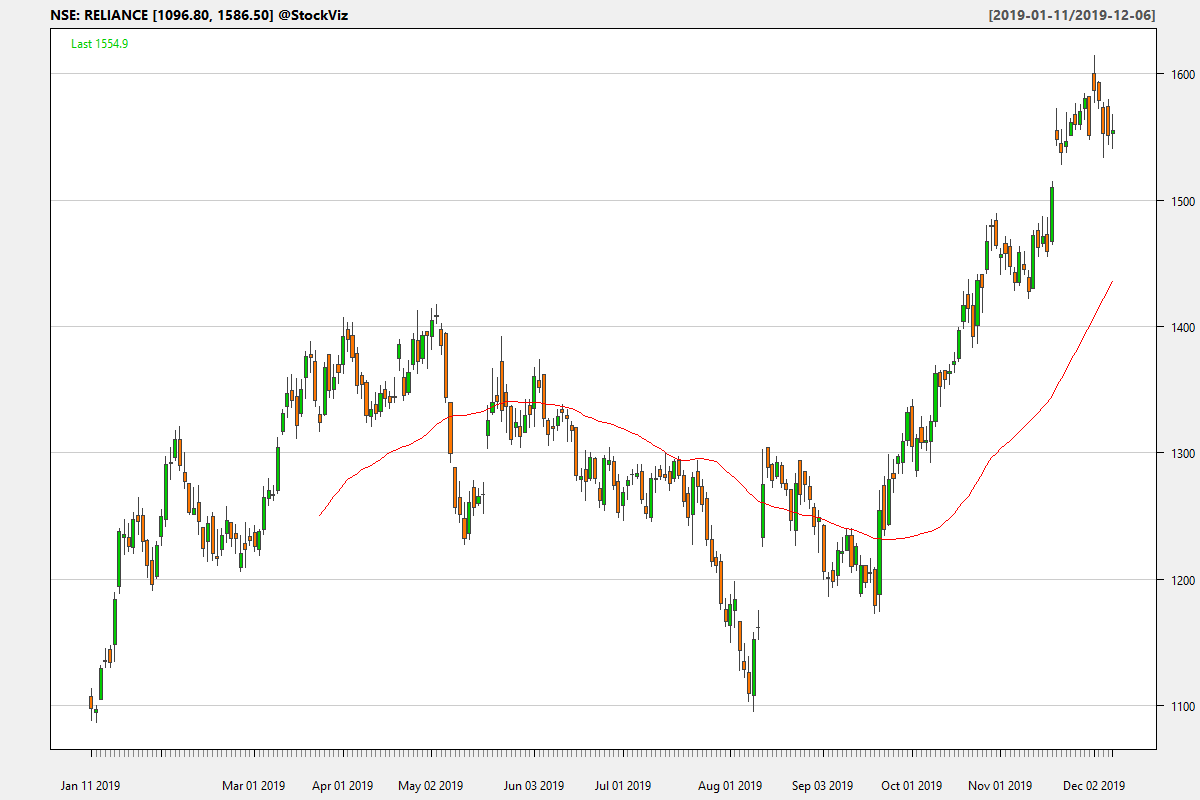 NSE: RELIANCE [1096.80, 1586.50] @StockViz
[2019-01-11/2019-12-06]
Last 1554.9
1600
1500
1400
1300
1200
1100
Jan 11 2019
Mar 01 2019
Apr 01 2019
May 02 2019
Jun 03 2019
Jul 01 2019
Aug 01 2019
Sep 03 2019
Oct 01 2019
Nov 01 2019
Dec 02 2019